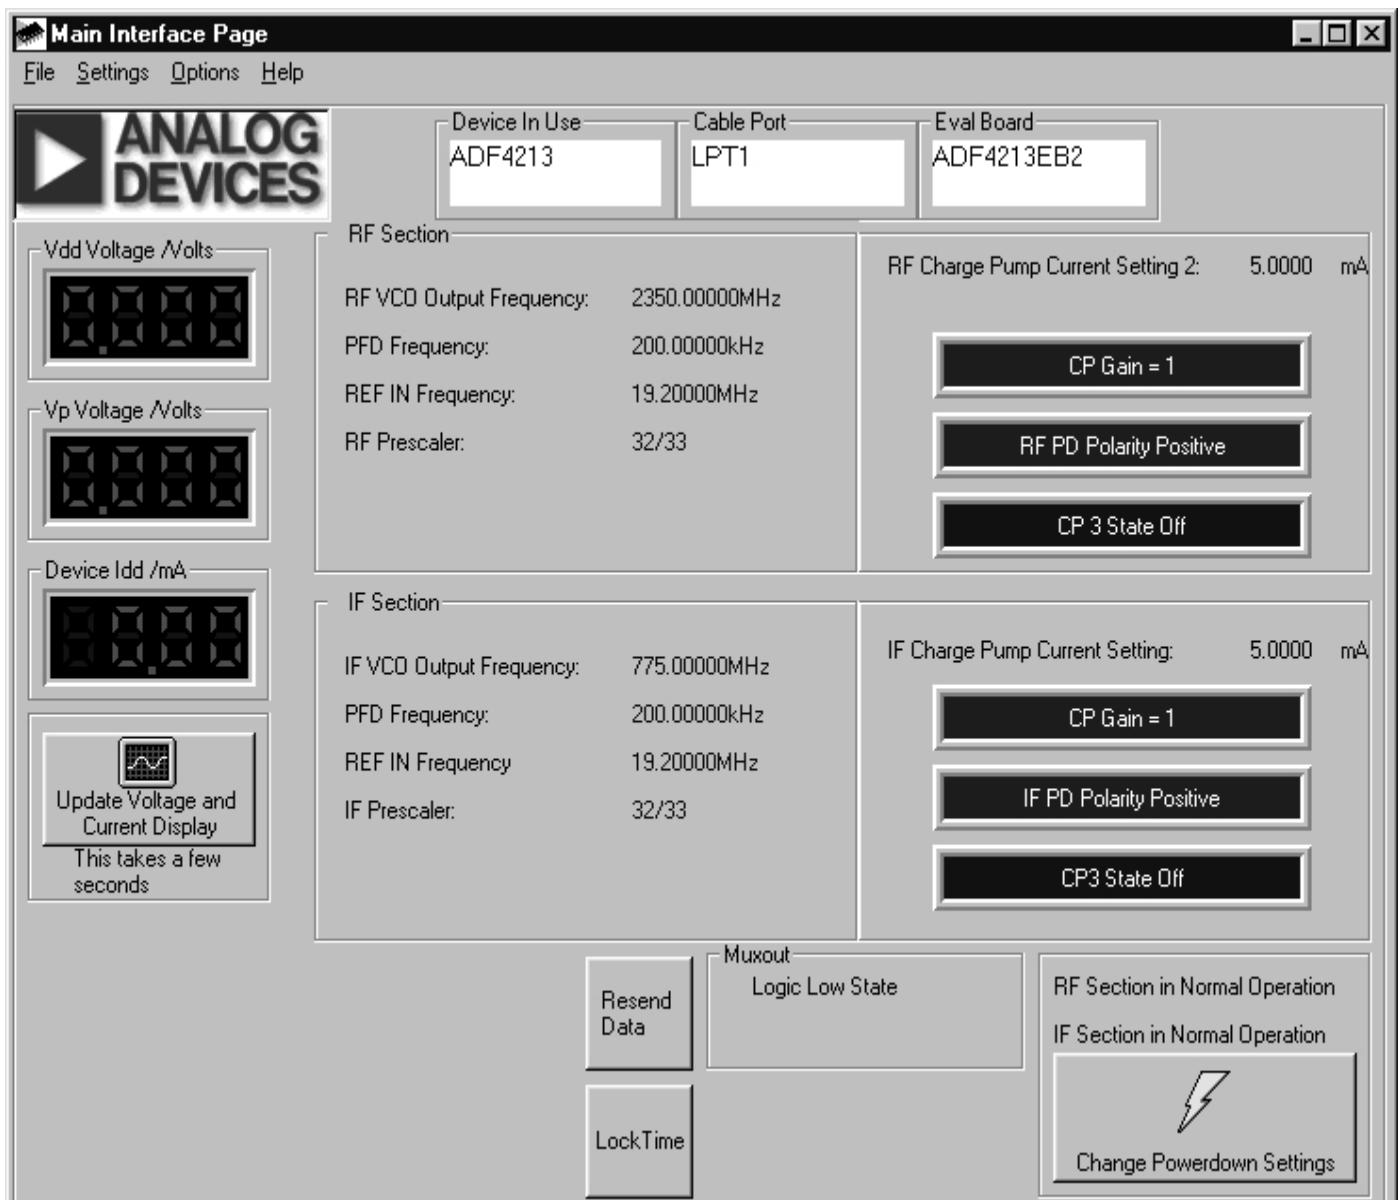 Main Interface Page
File Settings Options Help
ANALOG
DEVICES
Device In Use
ADF4213
Cable Port
LPT1
Eval Board
ADF4213EB2
Vdd Voltage /Volts
Vp Voltage /Volts
Device Idd /mA
Update Voltage and
Current Display
This takes a few
seconds
RF Section
RF VCO Output Frequency: 2350.00000MHz
PFD Frequency: 200.00000kHz
REF IN Frequency: 19.20000MHz
RF Prescaler: 32/33
RF Charge Pump Current Setting 2: 5.0000 mA
CP Gain = 1
RF PD Polarity Positive
CP 3 State Off
IF Section
IF VCO Output Frequency: 775.00000MHz
PFD Frequency: 200.00000kHz
REF IN Frequency 19.20000MHz
IF Prescaler: 32/33
IF Charge Pump Current Setting: 5.0000 mA
CP Gain = 1
IF PD Polarity Positive
CP3 State Off
Resend
Data
LockTime
Muxout
Logic Low State
RF Section in Normal Operation
IF Section in Normal Operation
Change Powerdown Settings